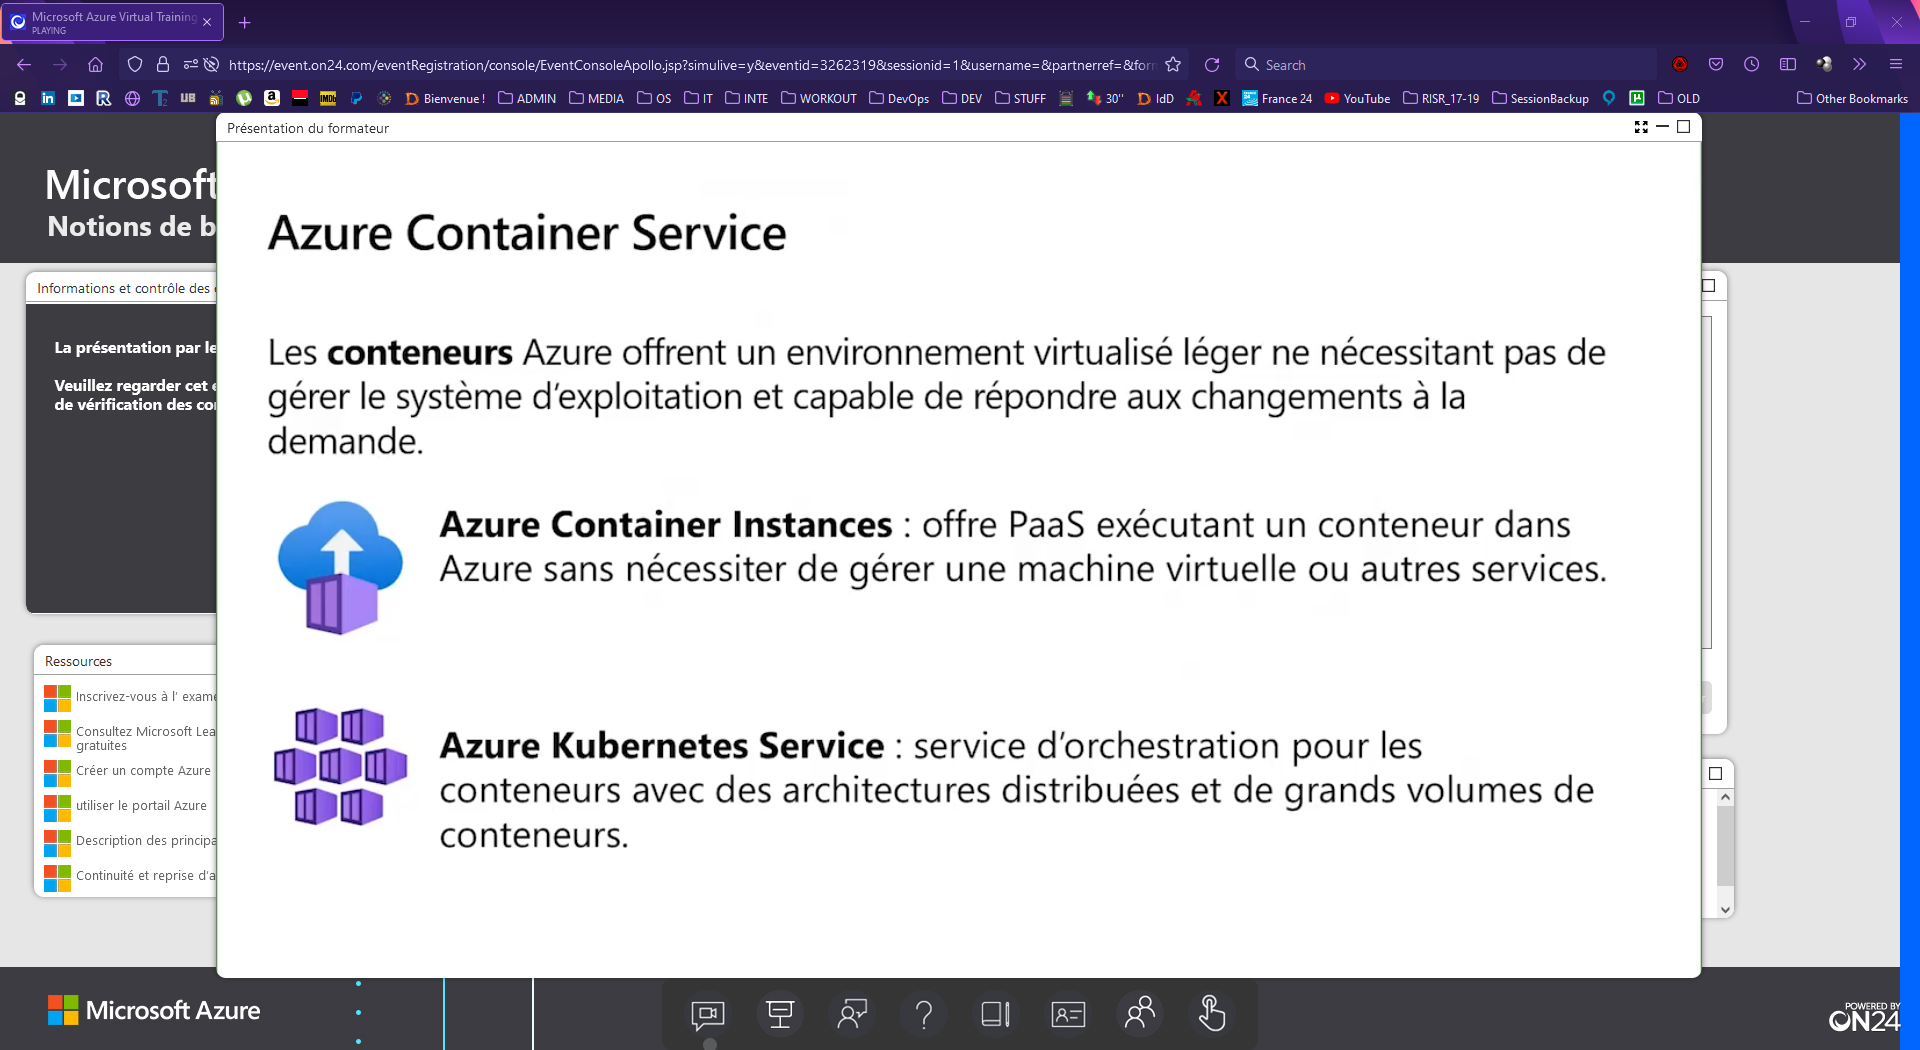 Microsoft Azure Virtual Training
PLAYING
https://event.on24.com/eventRegistration/console/EventConsoleApollo.jsp?simulive=y&eventid=3262319&sessionid=1&username=&partnerref=&forr
Search
Bienvenue !
ADMIN
MEDIA
OS
IT
INTE
WORKOUT
DevOps
DEV
STUFF
30''
IdD
France 24
YouTube
RISR_17-19
SessionBackup
OLD
Other Bookmarks
Présentation du formateur
Microsoft
Notions de b
Azure Container Service
Informations et contrôle des
La présentation par le
Veuillez regarder cet
de vérification des
Les conteneurs Azure offrent un environnement virtualisé léger ne nécessitant pas de
gérer le système d'exploitation et capable de répondre aux changements à la
demande.
Azure Container Instances : offre PaaS exécutant un conteneur dans
Azure sans nécessiter de gérer une machine virtuelle ou autres services.
Azure Kubernetes Service : service d'orchestration pour les
conteneurs avec des architectures distribuées et de grands volumes de
conteneurs.
Ressources
Inscrivez-vous à l' exame
Consultez Microsoft Lea
gratuites
Créer un compte Azure
utiliser le portail Azure
Description des principa
Continuité et reprise d'a
Microsoft Azure
POWERED BY
ON24